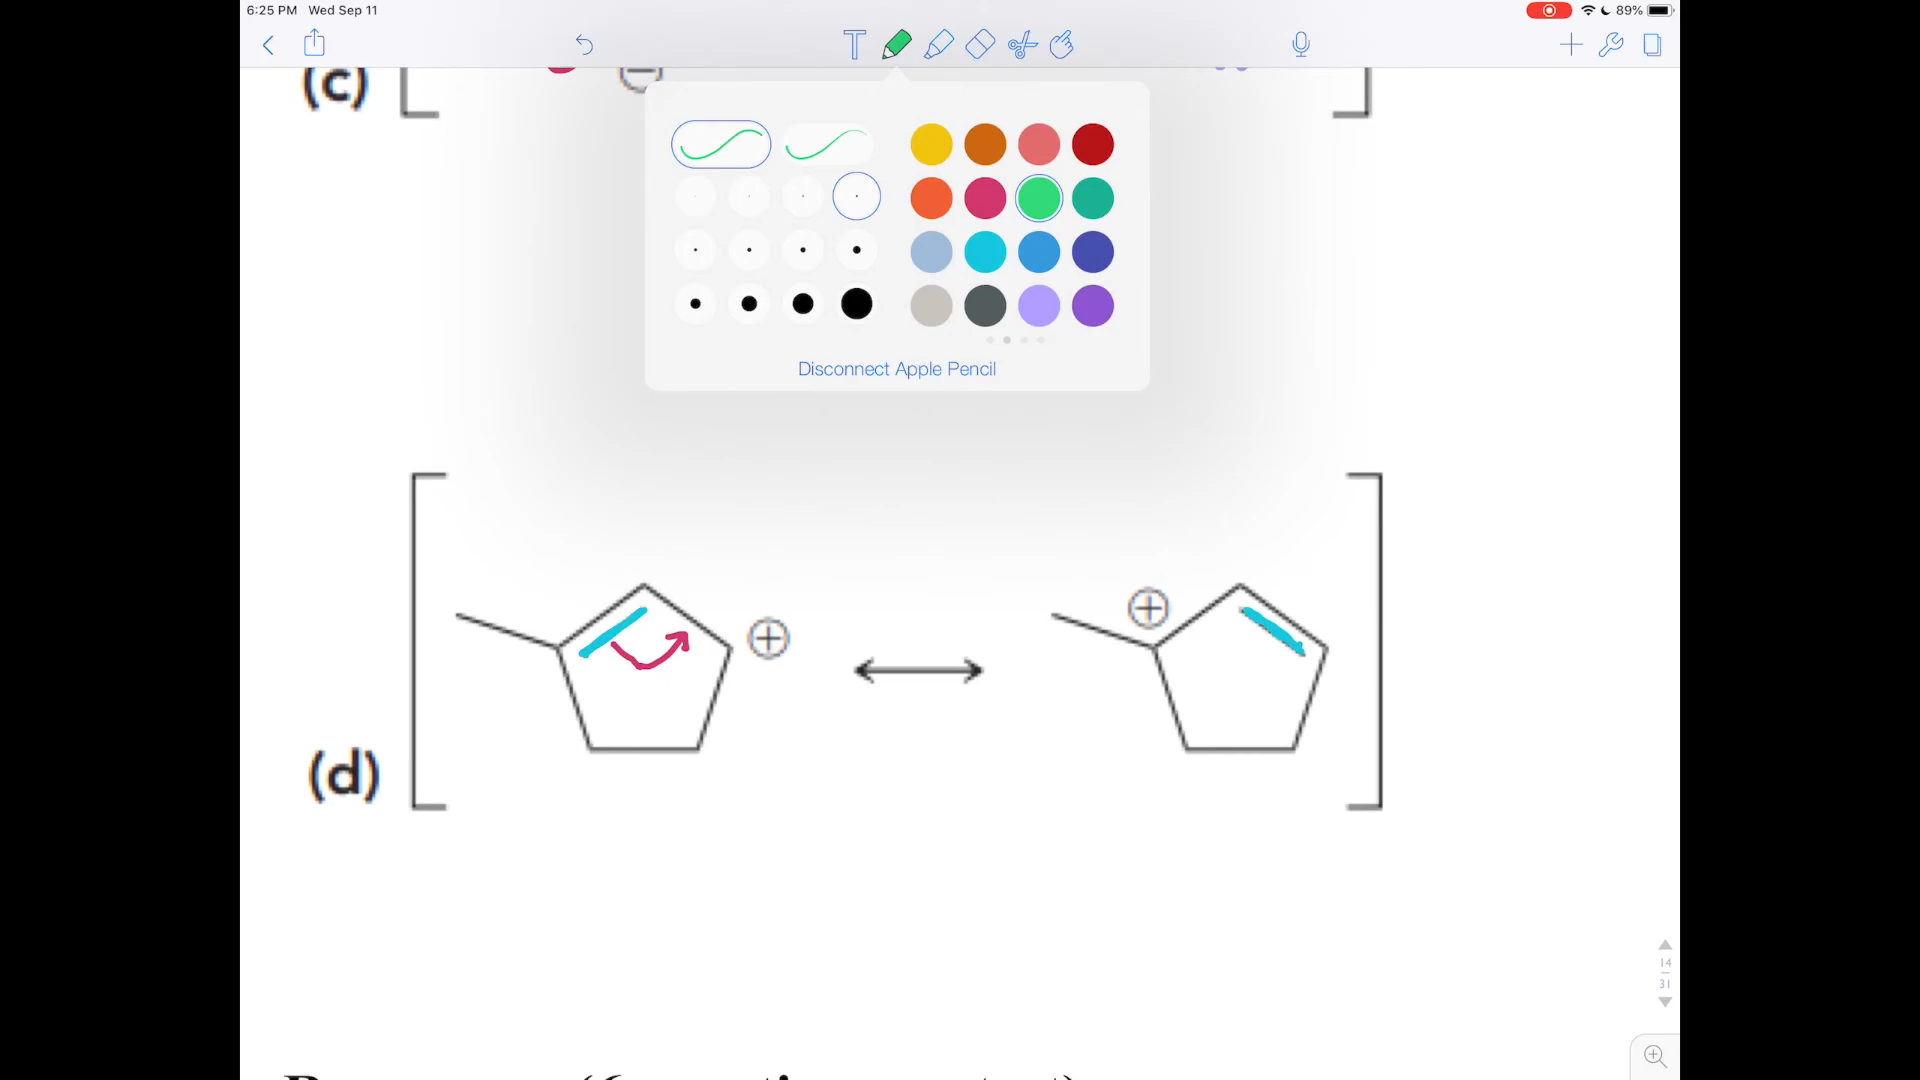 6:25 PM Wed Sep 11
89%
T
(c)
Disconnect Apple Pencil
(d)
14
31